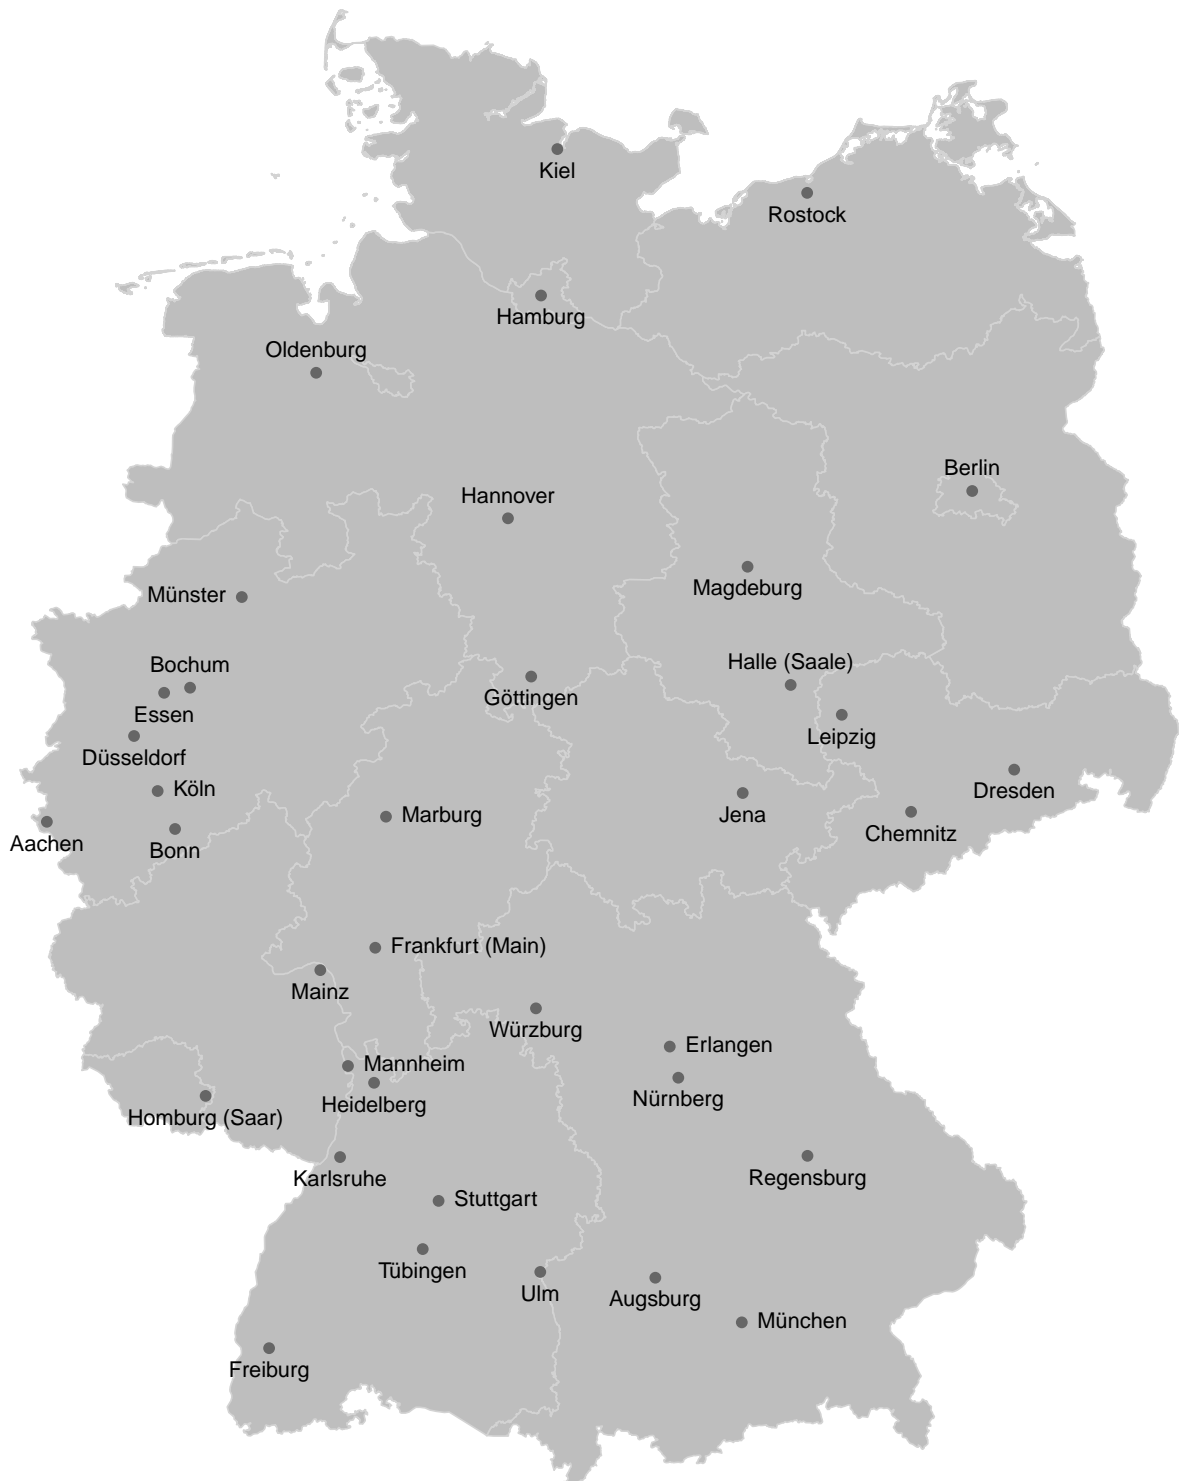 Kiel
Rostock
Hamburg
Oldenburg
Berlin
Hannover
Magdeburg
Münster
Bochum
Halle (Saale)
Göttingen
Essen
Leipzig
Düsseldorf
Köln
Dresden
Marburg
Jena
Chemnitz
Aachen
Bonn
Frankfurt (Main)
Mainz
Würzburg
Erlangen
Mannheim
Nürnberg
Heidelberg
Homburg (Saar)
Karlsruhe
Regensburg
Stuttgart
Tübingen
Ulm
Augsburg
München
Freiburg